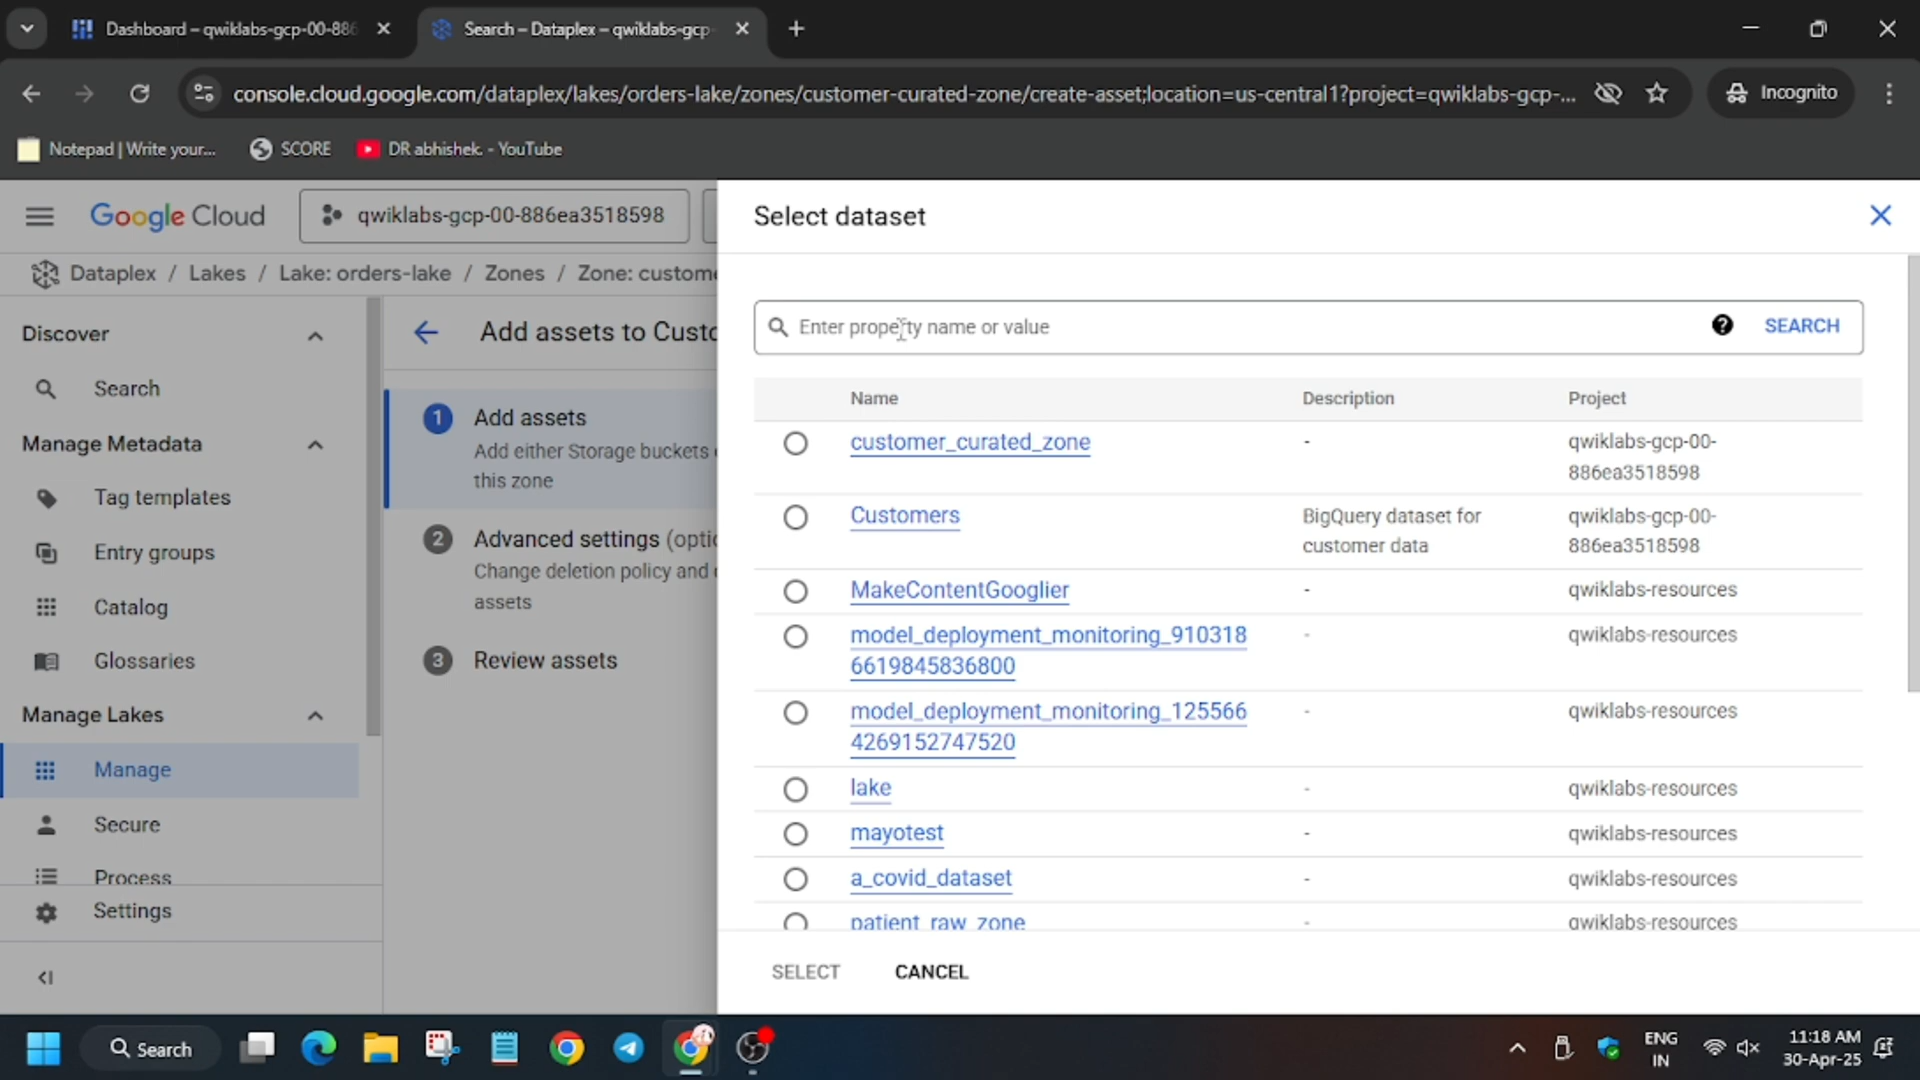 Dashboard – qwiklabs-gcp-00-886
Search – Dataplex – qwiklabs-gcp-
console.cloud.google.com/dataplex/lakes/orders-lake/zones/customer-curated-zone/create-asset;location=us-central1?project=qwiklabs-gcp-...
Incognito
Notepad | Write your...
SCORE
DR abhishek. - YouTube
Google Cloud
qwiklabs-gcp-00-886ea3518598
Dataplex / Lakes / Lake: orders-lake / Zones / Zone: custome
Discover
Search
Manage Metadata
Tag templates
Entry groups
Catalog
Glossaries
Manage Lakes
Manage
Secure
Process
Settings
Add assets to Custo
1 Add assets
Add either Storage buckets
this zone
2 Advanced settings (optio
Change deletion policy and
assets
3 Review assets
Select dataset
Enter property name or value
SEARCH
Name Description Project
customer_curated_zone - qwiklabs-gcp-00-
886ea3518598
Customers BigQuery dataset for qwiklabs-gcp-00-
customer data 886ea3518598
MakeContentGooglier - qwiklabs-resources
model_deployment_monitoring_910318 - qwiklabs-resources
6619845836800
model_deployment_monitoring_125566 - qwiklabs-resources
4269152747520
lake - qwiklabs-resources
mayotest - qwiklabs-resources
a_covid_dataset - qwiklabs-resources
patient_raw_zone - qwiklabs-resources
SELECT CANCEL
Search
ENG
IN
11:18 AM
30-Apr-25